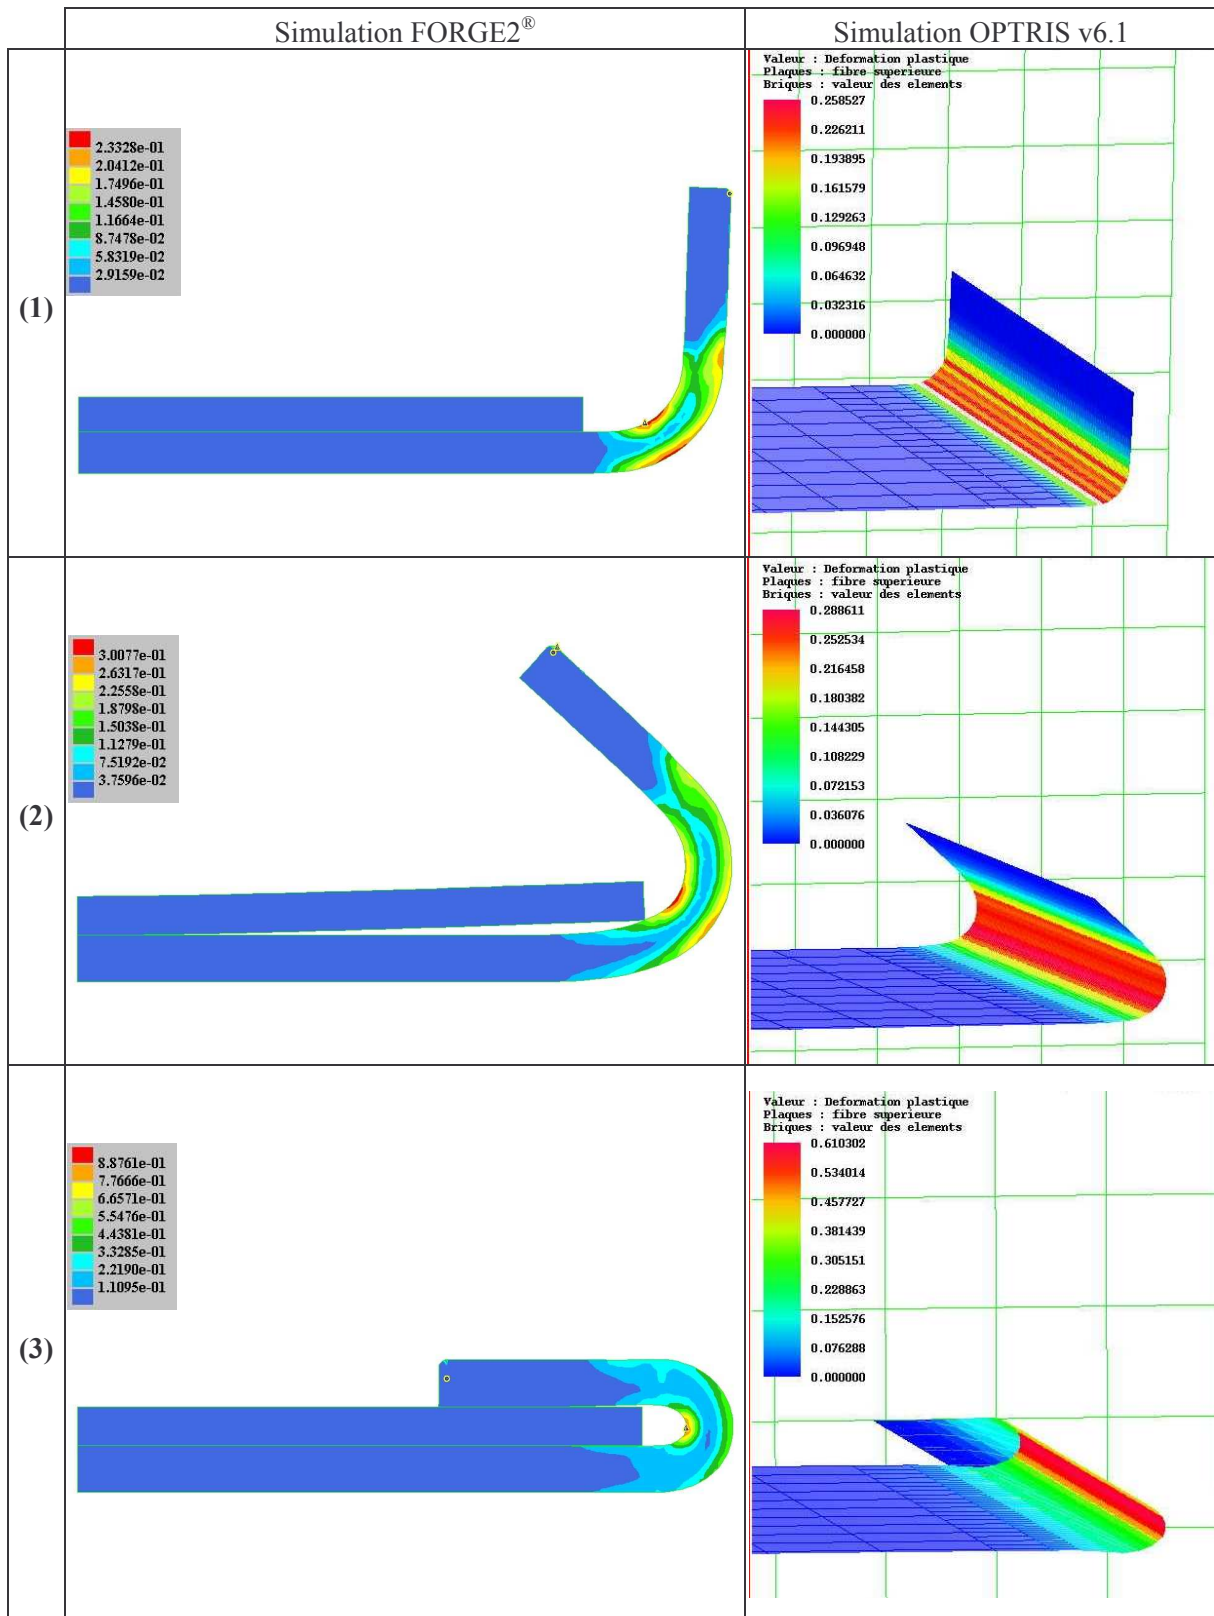 Simulation FORGE2®
Simulation OPTRIS v6.1
(1)
2.3328e-01
2.0412e-01
1.7496e-01
1.4580e-01
1.1664e-01
8.7478e-02
5.8319e-02
2.9159e-02
Valeur : Deformation plastique
Plaques : fibre superieure
Briques : valeur des elements
0.258527
0.226211
0.193895
0.161579
0.129263
0.096948
0.064632
0.032316
0.000000
(2)
3.0077e-01
2.6317e-01
2.2558e-01
1.8798e-01
1.5038e-01
1.1279e-01
7.5192e-02
3.7596e-02
Valeur : Deformation plastique
Plaques : fibre superieure
Briques : valeur des elements
0.288611
0.252534
0.216458
0.180382
0.144305
0.108229
0.072153
0.036076
0.000000
(3)
8.8761e-01
7.7666e-01
6.6571e-01
5.5476e-01
4.4381e-01
3.3285e-01
2.2190e-01
1.1095e-01
Valeur : Deformation plastique
Plaques : fibre superieure
Briques : valeur des elements
0.610302
0.534014
0.457727
0.381439
0.305151
0.228863
0.152576
0.076288
0.000000